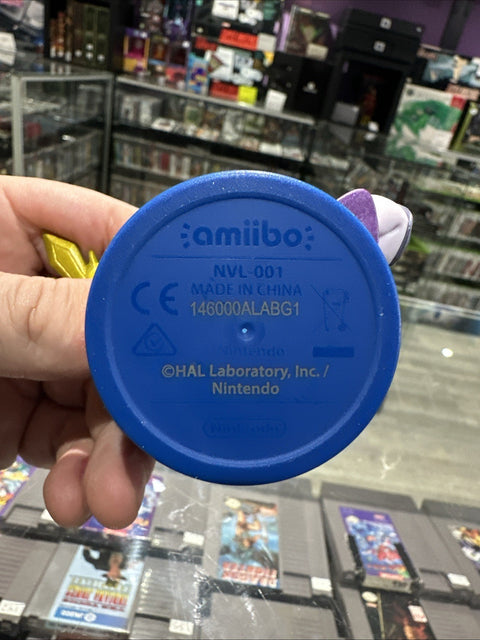 amiibo
NVL-001
MADE IN CHINA
CE
146000ALABG1
Nintendo
©HAL Laboratory, Inc. /
Nintendo
Nintendo